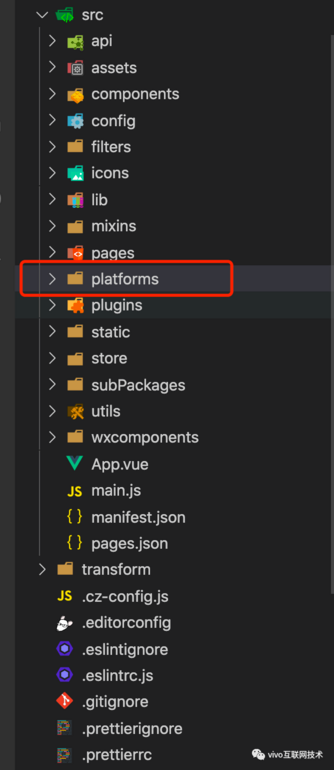 src
api
assets
components
config
filters
icons
lib
mixins
pages
platforms
plugins
static
store
subPackages
utils
wxcomponents
App.vue
JS main.js
{ } manifest.json
{ } pages.json
transform
JS .cz-config.js
.editorconfig
.eslintignore
.eslintrc.js
.gitignore
.prettierignore
.prettierrc
vivo互联网技术